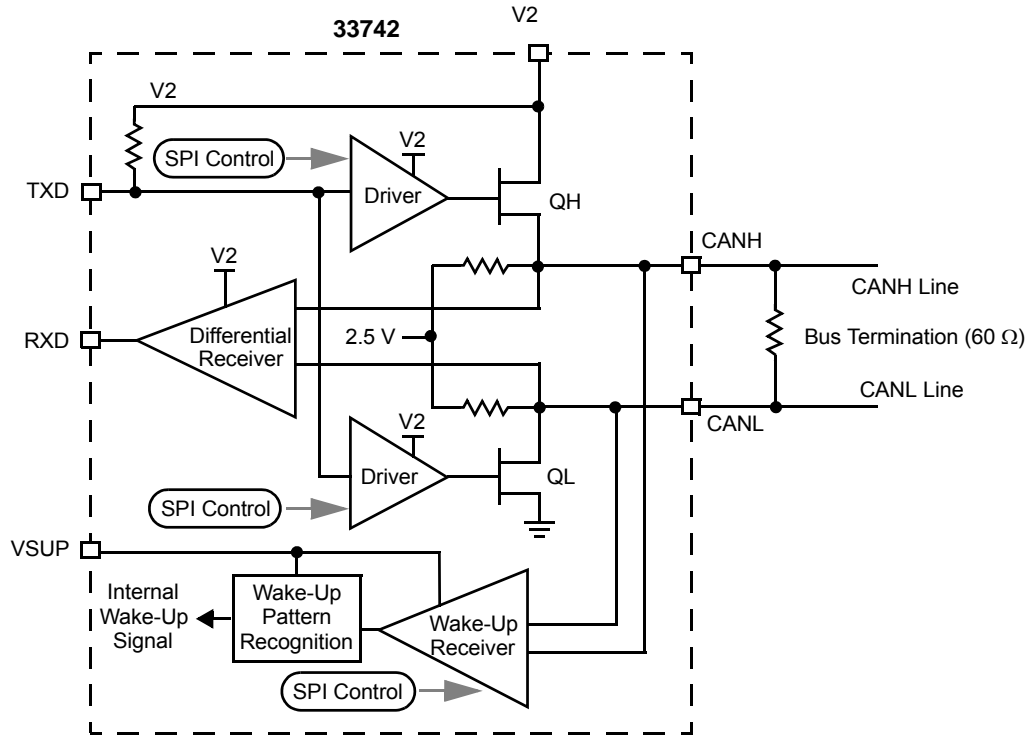 V2
33742
V2
SPI Control
V2
Driver
TXD
QH
CANH
V2
CANH Line
Differential
Receiver
RXD
2.5 V
Bus Termination (60 Ω)
CANL Line
CANL
V2
Driver
QL
SPI Control
VSUP
Internal
Wake-Up
Signal
Wake-Up
Pattern
Recognition
Wake-Up
Receiver
SPI Control